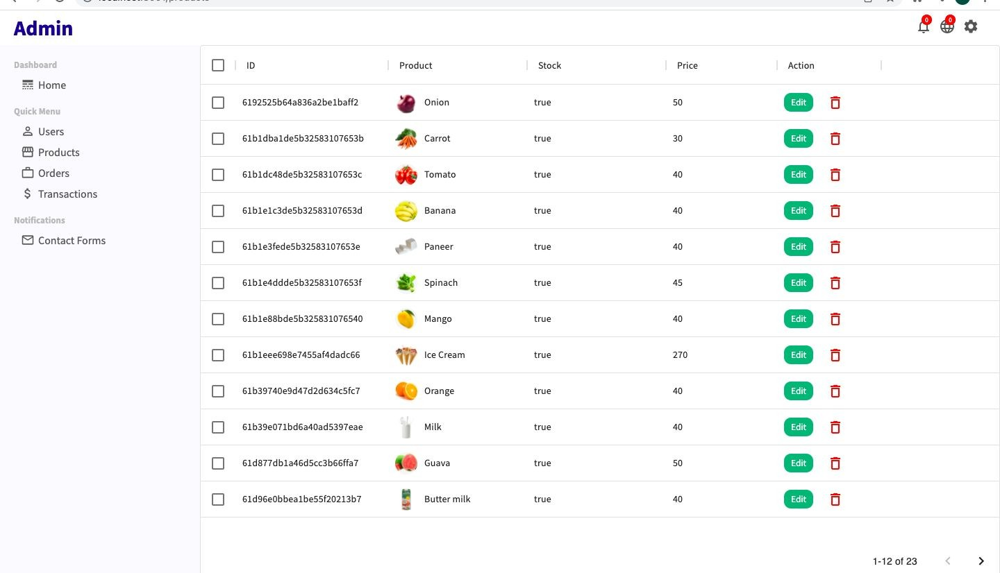 Admin
0
0
Dashboard
Home
Quick Menu
Users
Products
Orders
Transactions
Notifications
Contact Forms
ID Product Stock Price Action
6192525b64a836a2be1baff2 Onion true 50 Edit
61b1dba1de5b32583107653b Carrot true 30 Edit
61b1dc48de5b32583107653c Tomato true 40 Edit
61b1e1c3de5b32583107653d Banana true 40 Edit
61b1e3fede5b32583107653e Paneer true 40 Edit
61b1e4ddde5b32583107653f Spinach true 45 Edit
61b1e88bde5b325831076540 Mango true 40 Edit
61b1eee698e7455af4dadc66 Ice Cream true 270 Edit
61b39740e9d47d2d634c5fc7 Orange true 40 Edit
61b39e071bd6a40ad5397eae Milk true 40 Edit
61d877db1a46d5cc3b66ffa7 Guava true 50 Edit
61d96e0bbea1be55f20213b7 Butter milk true 40 Edit
1-12 of 23